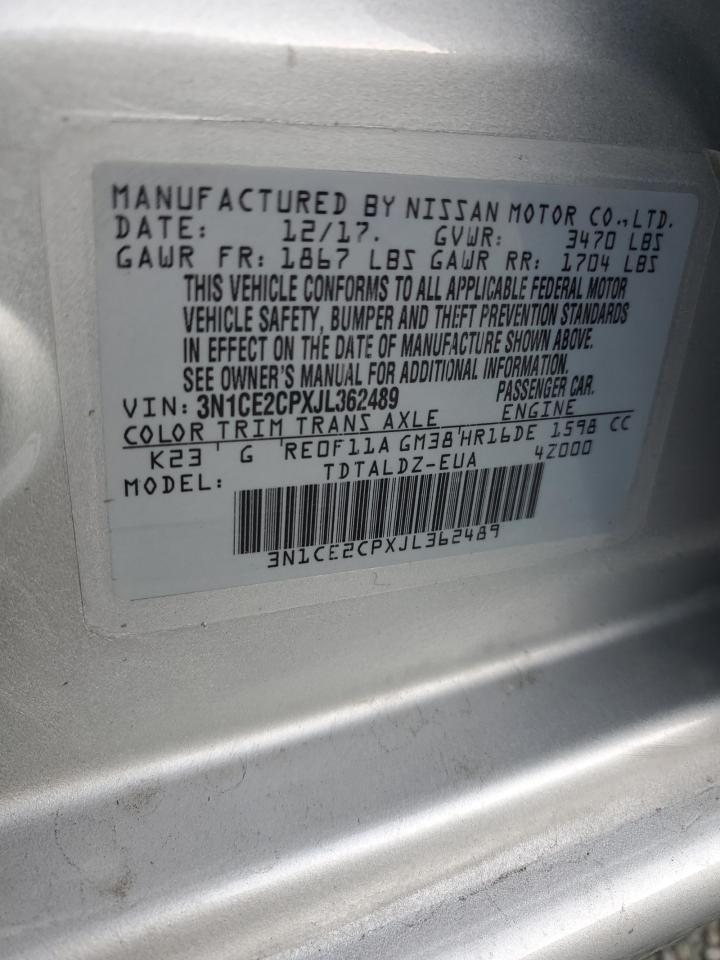 MANUFACTURED BY NISSAN MOTOR CO.,LTD.
DATE: 12/17. GVWR: 3470 LBS
GAWR FR: 1867 LBS GAWR RR: 1704 LBS
THIS VEHICLE CONFORMS TO ALL APPLICABLE FEDERAL MOTOR
VEHICLE SAFETY, BUMPER AND THEFT PREVENTION STANDARDS
IN EFFECT ON THE DATE OF MANUFACTURE SHOWN ABOVE.
SEE OWNER'S MANUAL FOR ADDITIONAL INFORMATION.
VIN: 3N1CE2CPXJL362489 PASSENGER CAR.
COLOR TRIM TRANS AXLE ENGINE
K23' G 'RE0F11A GM38'HR16DE 1598 CC
MODEL: TDTALDZ-EUA 4Z000
3N1CE2CPXJL362489